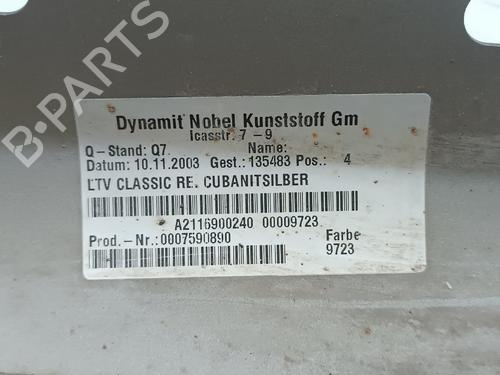 B-PARTS
Dynamit Nobel Kunststoff Gm
Icasstr. 7 - 9
Q-Stand: Q7. Name:
Datum: 10.11.2003 Gest.: 135483 Pos.: 4
LTV CLASSIC RE. CUBANITSILBER
A2116900240 00009723
Prod.-Nr.:0007590890 Farbe
9723